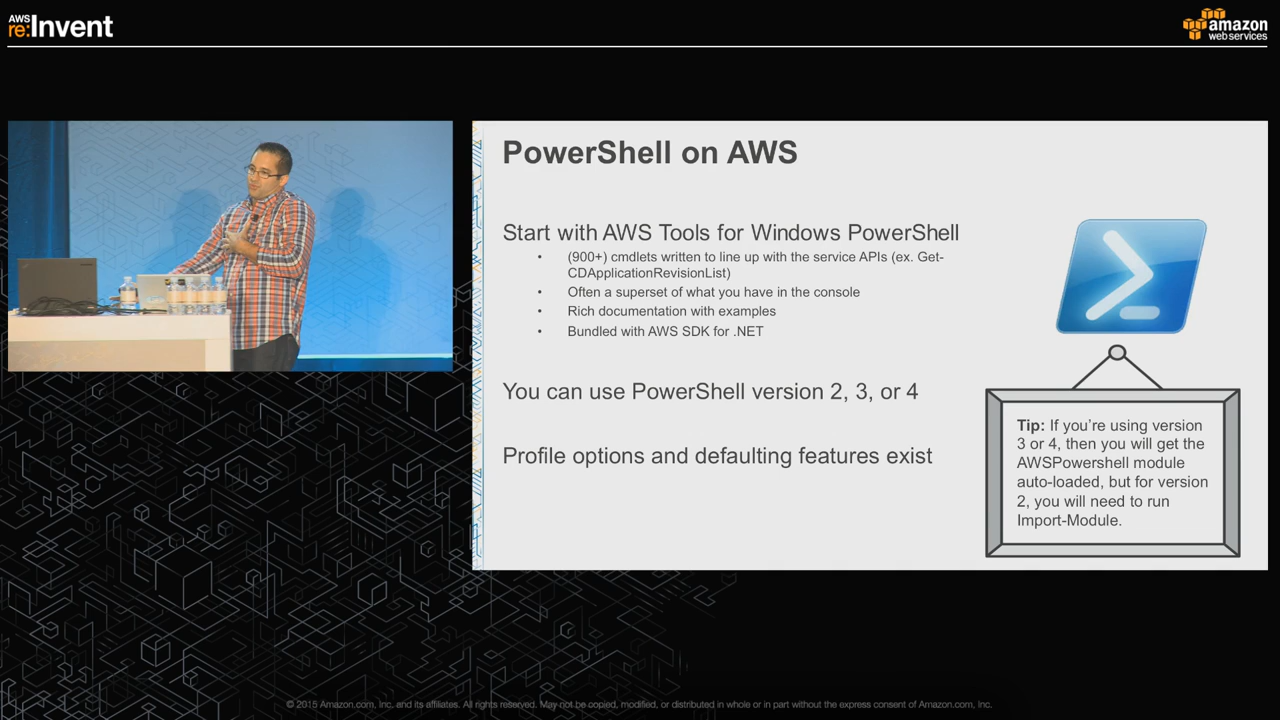 AWS
re:Invent
amazon
webservices
PowerShell on AWS
Start with AWS Tools for Windows PowerShell
• (900+) cmdlets written to line up with the service APIs (ex. Get-
CDApplicationRevisionList)
• Often a superset of what you have in the console
• Rich documentation with examples
• Bundled with AWS SDK for .NET
You can use PowerShell version 2, 3, or 4
Profile options and defaulting features exist
Tip: If you’re using version
3 or 4, then you will get the
AWSPowershell module
auto-loaded, but for version
2, you will need to run
Import-Module.
© 2015 Amazon.com, Inc. and its affiliates. All rights reserved. May not be copied, modified, or distributed in whole or in part without the express consent of Amazon.com, Inc.